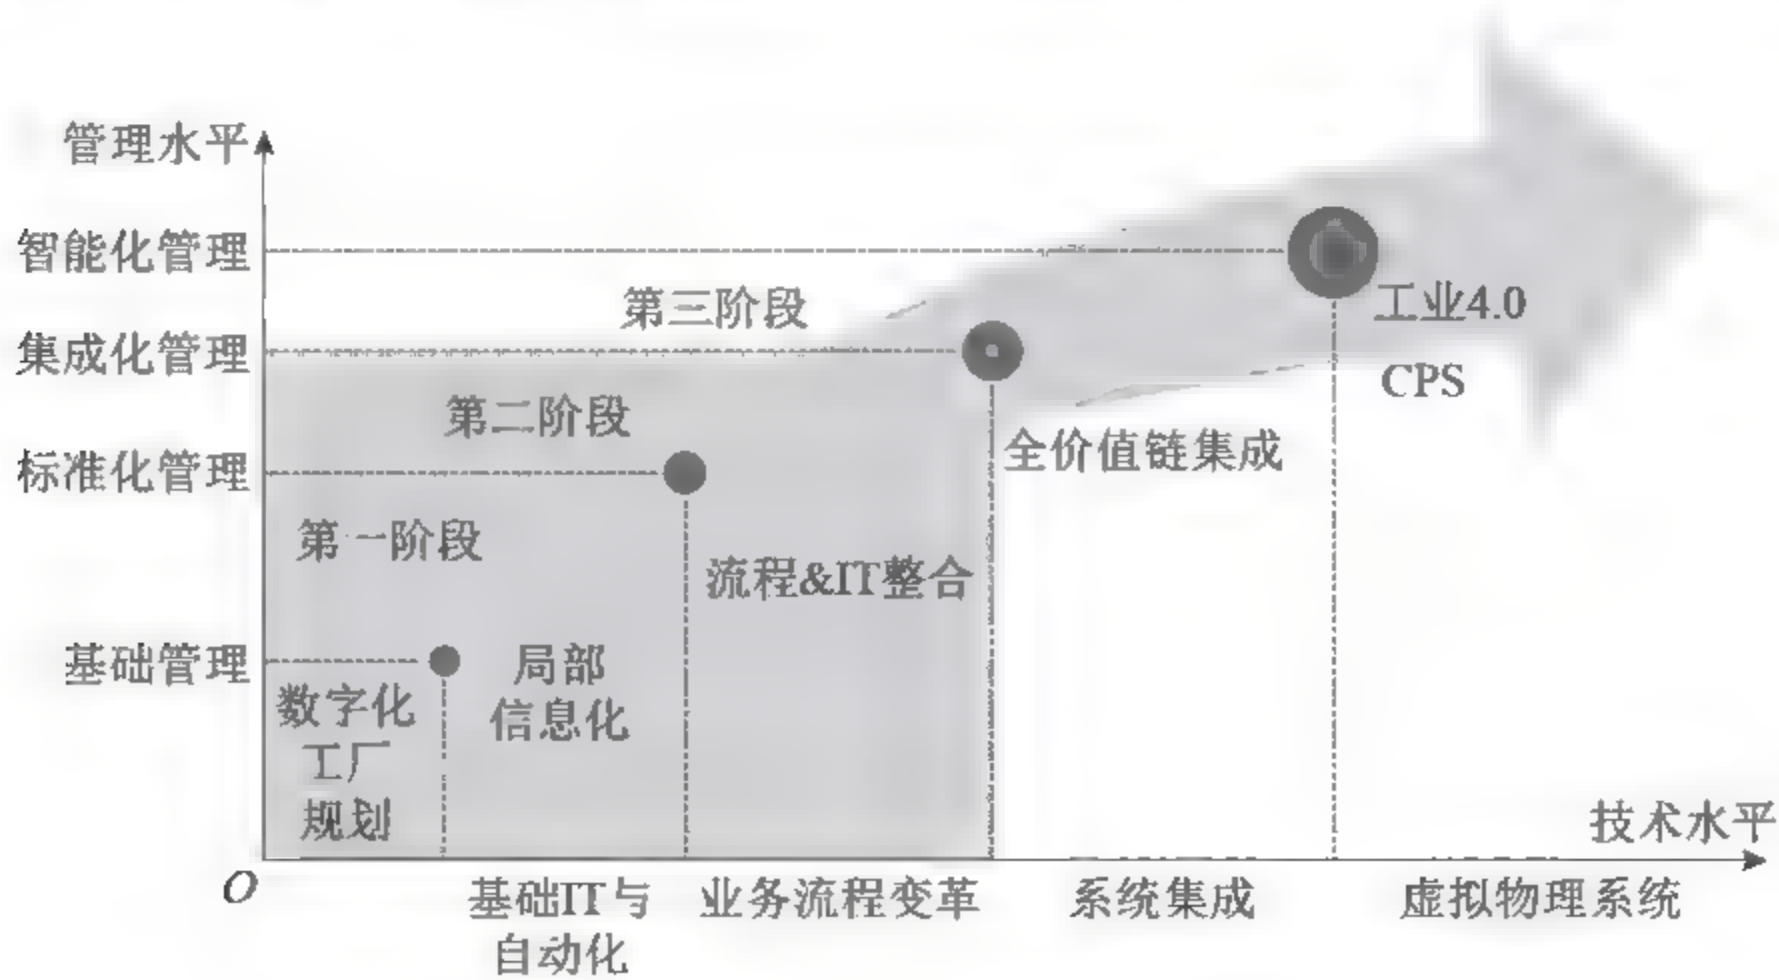 管理水平
智能化管理
第三阶段
工业4.0
集成化管理
CPS
第二阶段
全价值链集成
标准化管理
第一阶段
流程&IT整合
基础管理
局部
信息化
数字化
工厂
规划
技术水平
O
基础IT与
自动化
业务流程变革
系统集成
虚拟物理系统